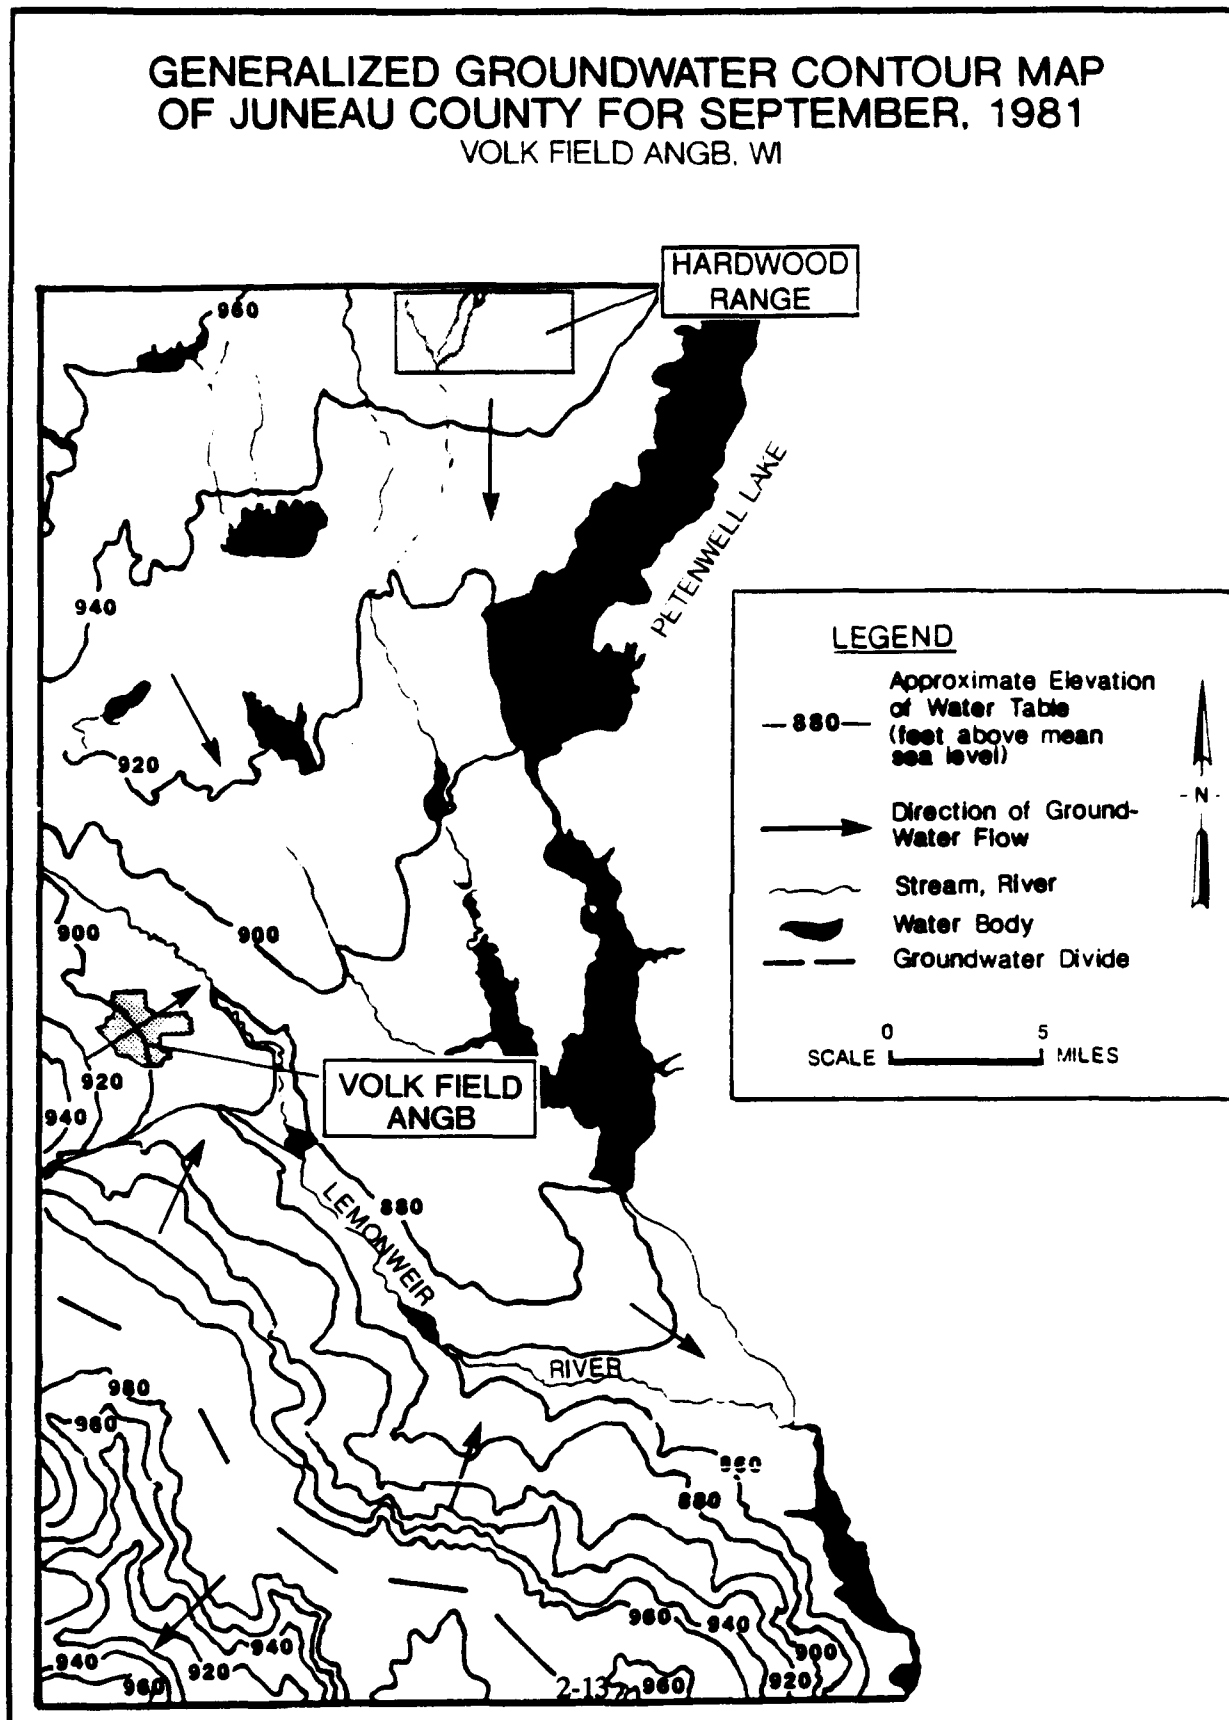 GENERALIZED GROUNDWATER CONTOUR MAP
OF JUNEAU COUNTY FOR SEPTEMBER, 1981
VOLK FIELD ANGB, WI
HARDWOOD
RANGE
960
PETENWELL LAKE
940
920
900
900
920
940
VOLK FIELD
ANGB
880
LEMONWEIR
RIVER
LEGEND
—880—
Approximate Elevation
of Water Table
(feet above mean
sea level)
Direction of Ground-
Water Flow
Stream, River
Water Body
Groundwater Divide
- N -
0 5
SCALE MILES
980
960
880
960
940
900
920
960
940
920
940
960
2-13